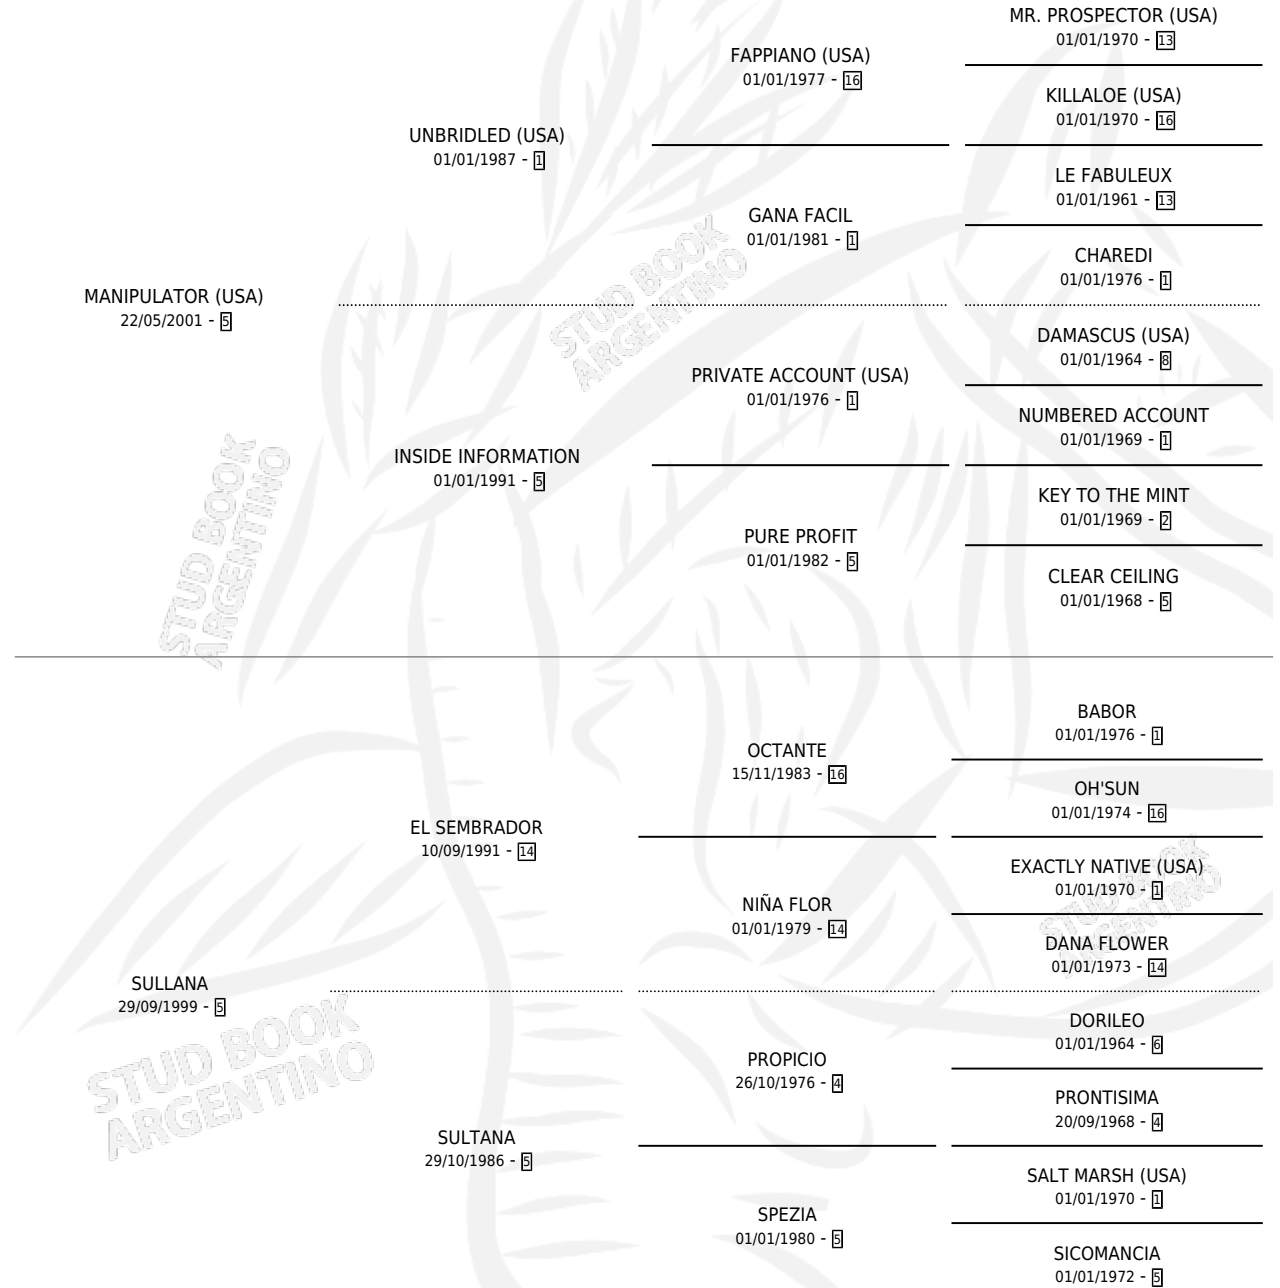 MR. PROSPECTOR (USA)
01/01/1970 - 13
FAPPIANO (USA)
01/01/1977 - 16
KILLALOE (USA)
01/01/1970 - 16
UNBRIDLED (USA)
01/01/1987 - 1
LE FABULEUX
01/01/1961 - 13
GANA FACIL
01/01/1981 - 1
CHAREDI
01/01/1976 - 1
MANIPULATOR (USA)
22/05/2001 - 5
STUD BOOK
ARGENTINO
DAMASCUS (USA)
01/01/1964 - 8
PRIVATE ACCOUNT (USA)
01/01/1976 - 1
NUMBERED ACCOUNT
01/01/1969 - 1
INSIDE INFORMATION
01/01/1991 - 5
KEY TO THE MINT
01/01/1969 - 2
PURE PROFIT
01/01/1982 - 5
CLEAR CEILING
01/01/1968 - 5
STUD BOOK
ARGENTINO
BABOR
01/01/1976 - 1
OCTANTE
15/11/1983 - 16
OH'SUN
01/01/1974 - 16
EL SEMBRADOR
10/09/1991 - 14
EXACTLY NATIVE (USA)
01/01/1970 - 1
NIÑA FLOR
01/01/1979 - 14
STUD BOOK
ARGENTINO
DANA FLOWER
01/01/1973 - 14
SULLANA
29/09/1999 - 5
DORILEO
01/01/1964 - 6
PROPICIO
26/10/1976 - 4
PRONTISIMA
20/09/1968 - 4
STUD BOOK
ARGENTINO
SULTANA
29/10/1986 - 5
SALT MARSH (USA)
01/01/1970 - 1
SPEZIA
01/01/1980 - 5
SICOMANCIA
01/01/1972 - 5